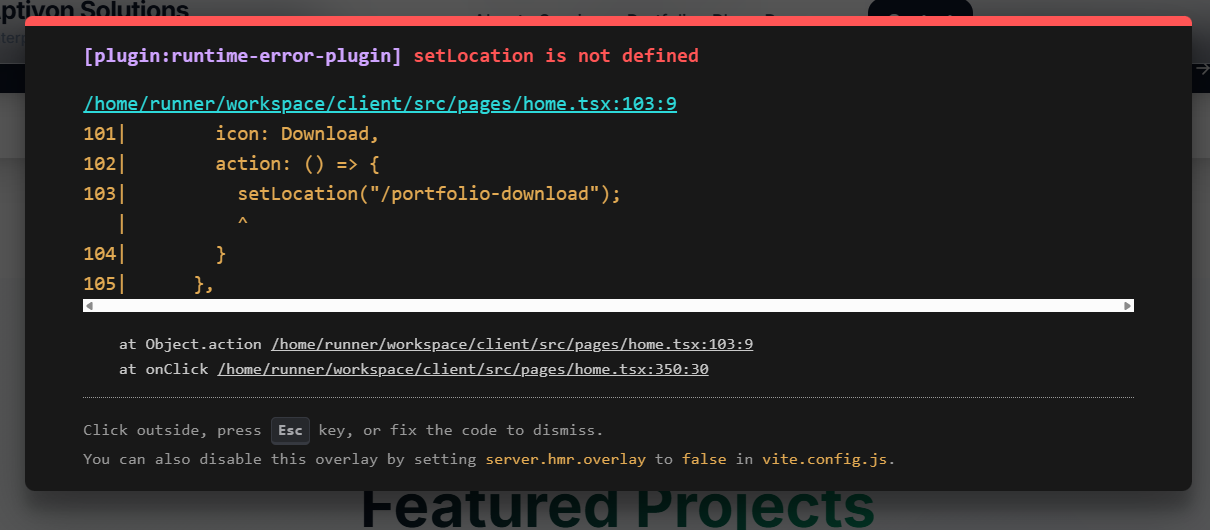 ptivon Solutions
[plugin:runtime-error-plugin] setLocation is not defined
/home/runner/workspace/client/src/pages/home.tsx:103:9
101|        icon: Download,
102|        action: () => {
103|          setLocation("/portfolio-download");
   |          ^
104|        }
105|      },
at Object.action /home/runner/workspace/client/src/pages/home.tsx:103:9
at onClick /home/runner/workspace/client/src/pages/home.tsx:350:30
Click outside, press Esc key, or fix the code to dismiss.
You can also disable this overlay by setting server.hmr.overlay to false in vite.config.js.
Featured Projects